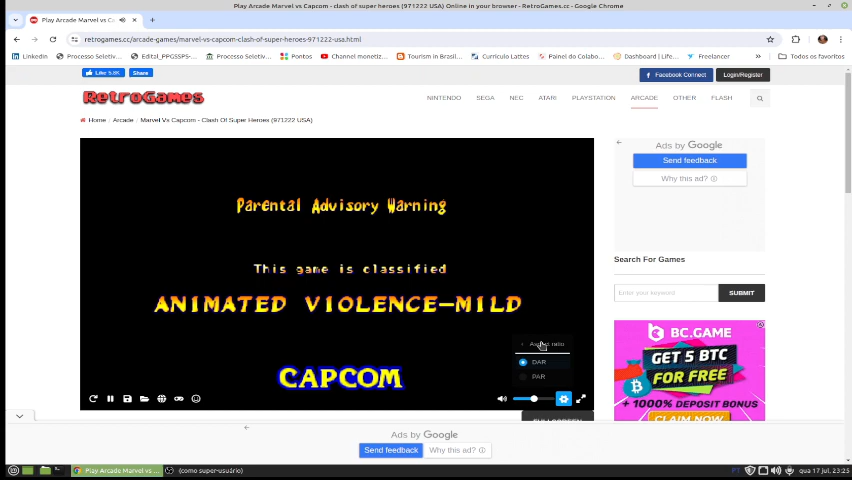 Play Arcade Marvel vs Capcom - clash of super heroes (971222 USA) Online in your browser - RetroGames.cc - Google Chrome
Play Arcade Marvel vs Ca
retrogames.cc/arcade-games/marvel-vs-capcom-clash-of-super-heroes-971222-usa.html
LinkedIn
Processo Seletiv...
Edital_PPGSSPS-...
Processo Seletiv...
Pontos
Channel monetiz...
Tourism in Brasil...
Currículo Lattes
Painel do Colabo...
Dashboard | Life...
Freelancer
Todos os favoritos
Like 5.8K
Share
Facebook Connect
Login/Register
RetroGames
NINTENDO
SEGA
NEC
ATARI
PLAYSTATION
ARCADE
OTHER
FLASH
Home
Arcade
Marvel Vs Capcom - Clash Of Super Heroes (971222 USA)
Parental Advisory Warning
This game is classified
ANIMATED VIOLENCE-MILD
CAPCOM
Aspect ratio
DAR
PAR
FULLSCREEN
Ads by Google
Send feedback
Why this ad?
Search For Games
Enter your keyword
SUBMIT
BC.GAME
GET 5 BTC
FOR FREE
+ 1000% DEPOSIT BONUS
CLAIM NOW
Ads by Google
Send feedback
Why this ad?
Play Arcade Marvel vs ...
(como super-usuário)
PT
qua 17 jul, 23:25